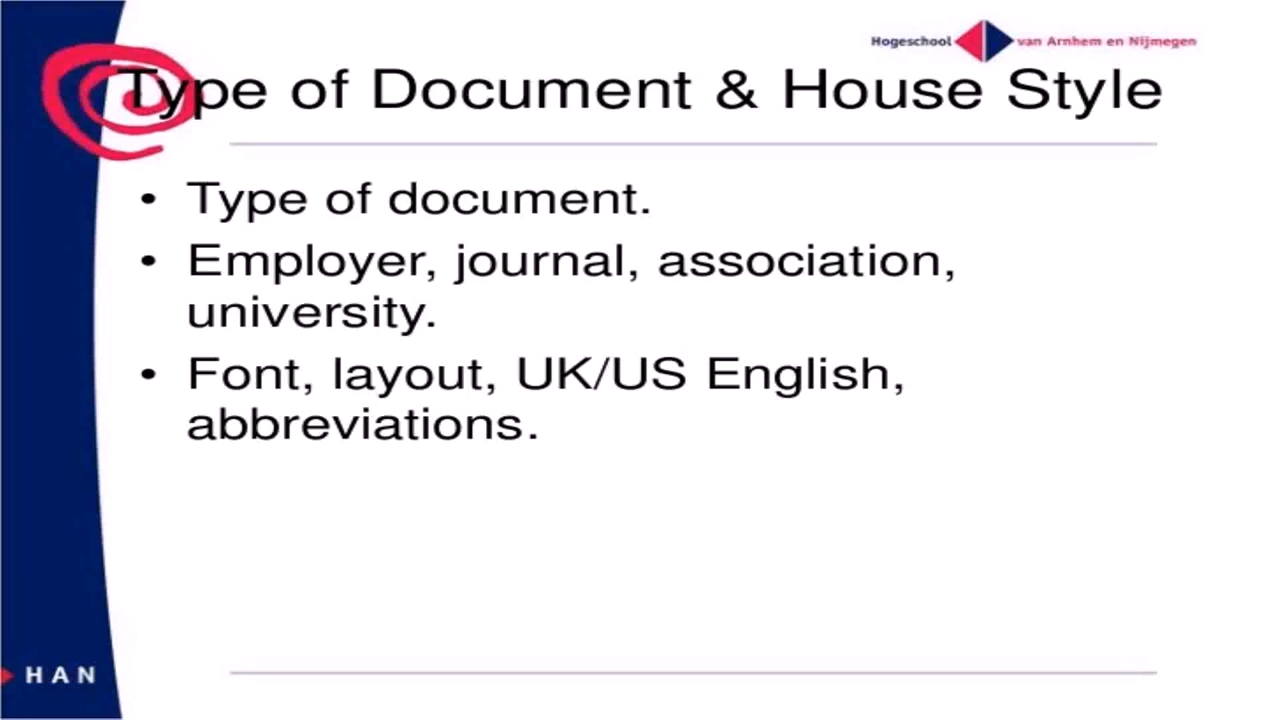 Hogeschool van Arnhem en Nijmegen
Type of Document & House Style
• Type of document.
• Employer, journal, association,
university.
• Font, layout, UK/US English,
abbreviations.
HAN